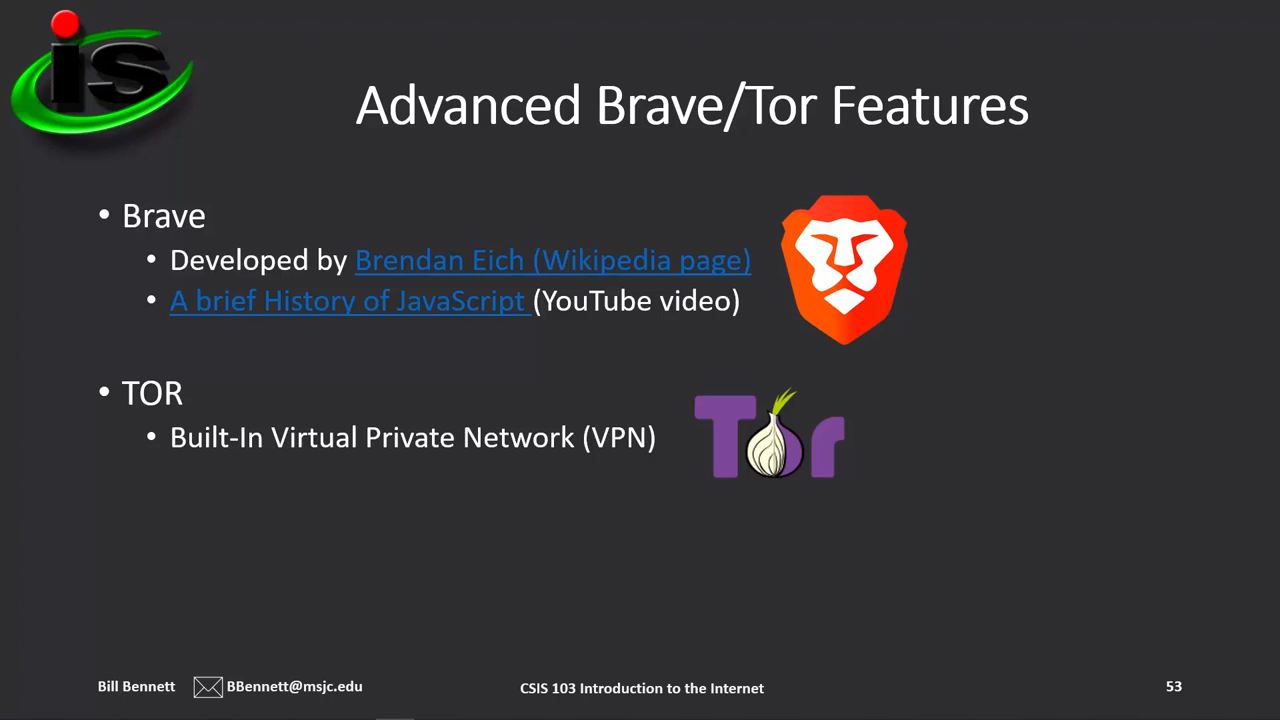 is
Advanced Brave/Tor Features
• Brave
• Developed by Brendan Eich (Wikipedia page)
• A brief History of JavaScript (YouTube video)
• TOR
• Built-In Virtual Private Network (VPN)
Tor
Bill Bennett BBennett@msjc.edu CSIS 103 Introduction to the Internet 53